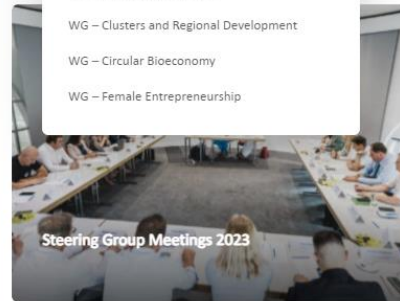 WG – Clusters and Regional Development
WG – Circular Bioeconomy
WG – Female Entrepreneurship
Steering Group Meetings 2023